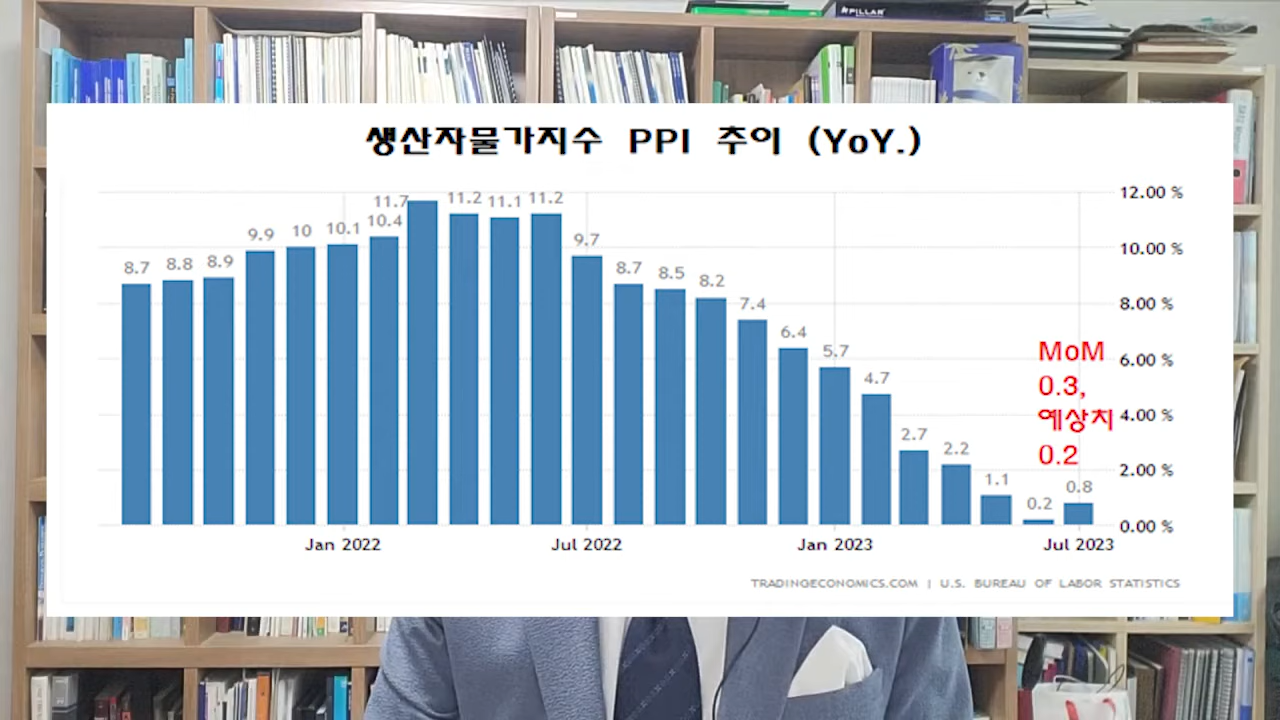 PILLAR
생산자물가지수 PPI 추이 (YoY.)
12.00 %
10.00 %
8.00 %
6.00 %
4.00 %
2.00 %
0.00 %
8.7 8.8 8.9 9.9 10 10.1 10.4 11.7 11.2 11.1 11.2 9.7 8.7 8.5 8.2 7.4 6.4 5.7 4.7 2.7 2.2 1.1 0.2 0.8
MoM
0.3,
예상치
0.2
Jan 2022 Jul 2022 Jan 2023 Jul 2023
TRADINGECONOMICS.COM | U.S. BUREAU OF LABOR STATISTICS